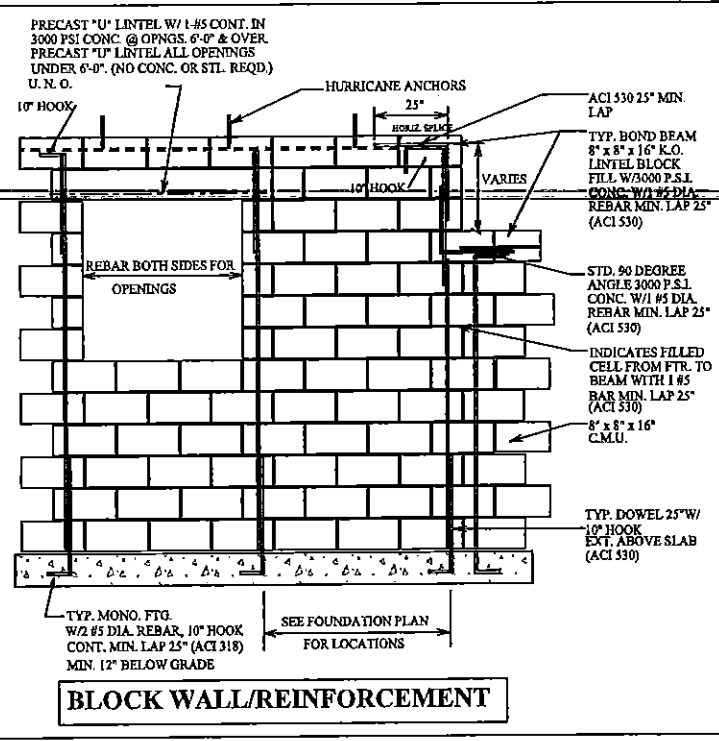 PRECAST "U" LINTEL W/ 1-#5 CONT. IN
3000 PSI CONC. @ OPNGS. 6'-0" & OVER.
PRECAST "U" LINTEL ALL OPENINGS
UNDER 6'-0". (NO CONC. OR STL. REQD.)
U. N. O.
10" HOOK
HURRICANE ANCHORS
25"
HORIZ. SPLICE
10" HOOK
VARIES
ACI 530 25" MIN.
LAP
TYP. BOND BEAM
8" x 8" x 16" K.O.
LINTEL BLOCK
FILL W/3000 P.S.I.
CONC. W/1 #5 DIA.
REBAR MIN. LAP 25"
(ACI 530)
REBAR BOTH SIDES FOR
OPENINGS
STD. 90 DEGREE
ANGLE 3000 P.S.I.
CONC. W/1 #5 DIA.
REBAR MIN. LAP 25"
(ACI 530)
INDICATES FILLED
CELL FROM FTR. TO
BEAM WITH 1 #5
BAR MIN. LAP 25"
(ACI 530)
8" x 8" x 16"
C.M.U.
TYP. DOWEL 25"W/
10" HOOK
EXT. ABOVE SLAB
(ACI 530)
TYP. MONO. FTG.
W/2 #5 DIA. REBAR, 10" HOOK
CONT. MIN. LAP 25" (ACI 318)
MIN. 12" BELOW GRADE
SEE FOUNDATION PLAN
FOR LOCATIONS
BLOCK WALL/REINFORCEMENT